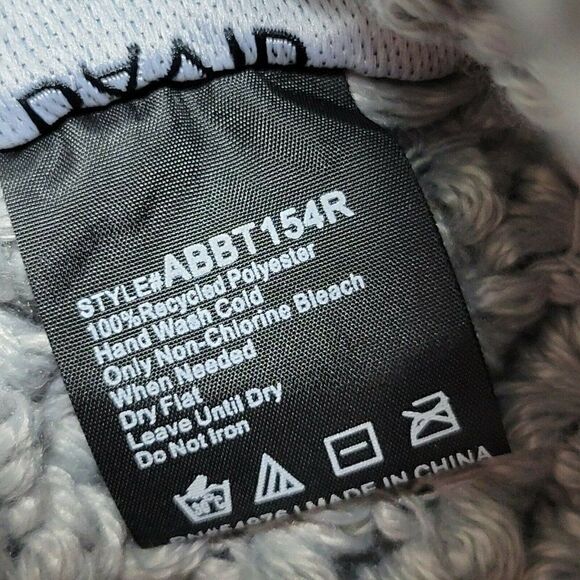 STYLE#ABBT154R
100%Recycled Polyester
Hand Wash Cold
Only Non-Chlorine Bleach
When Needed
Dry Flat
Leave Until Dry
Do Not Iron
30°C
MADE IN CHINA